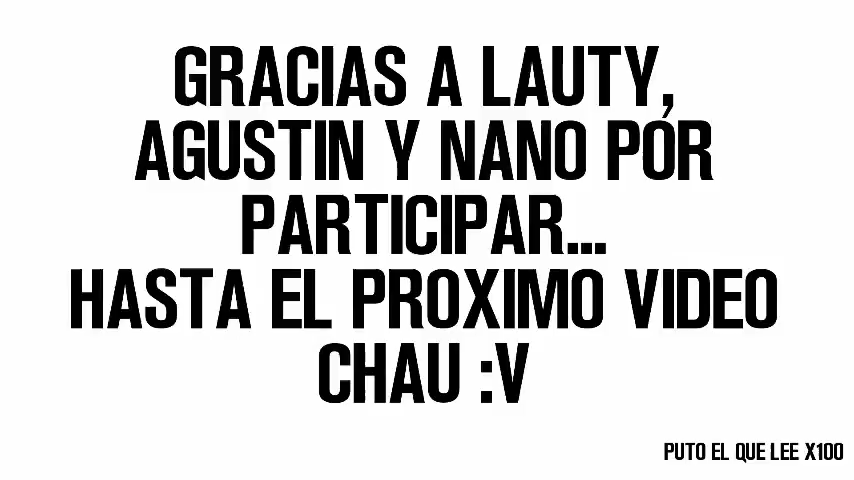 GRACIAS A LAUTY,
AGUSTIN Y NANO POR
PARTICIPAR...
HASTA EL PROXIMO VIDEO
CHAU :V
PUTO EL QUE LEE X100